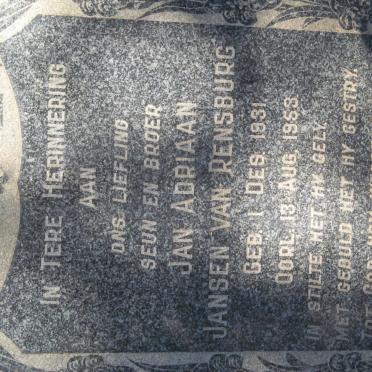 IN TERE HERINNERING
AAN
ONS LIEFLING
SEUN EN BROER
JAN ADRIAAN
JANSEN VAN RENSBURG
GEB. 1 DES. 1931
OORL. 13 AUG. 1953
IN STILTE HET HY GELY
MET GEDULD HET HY GESTRY,